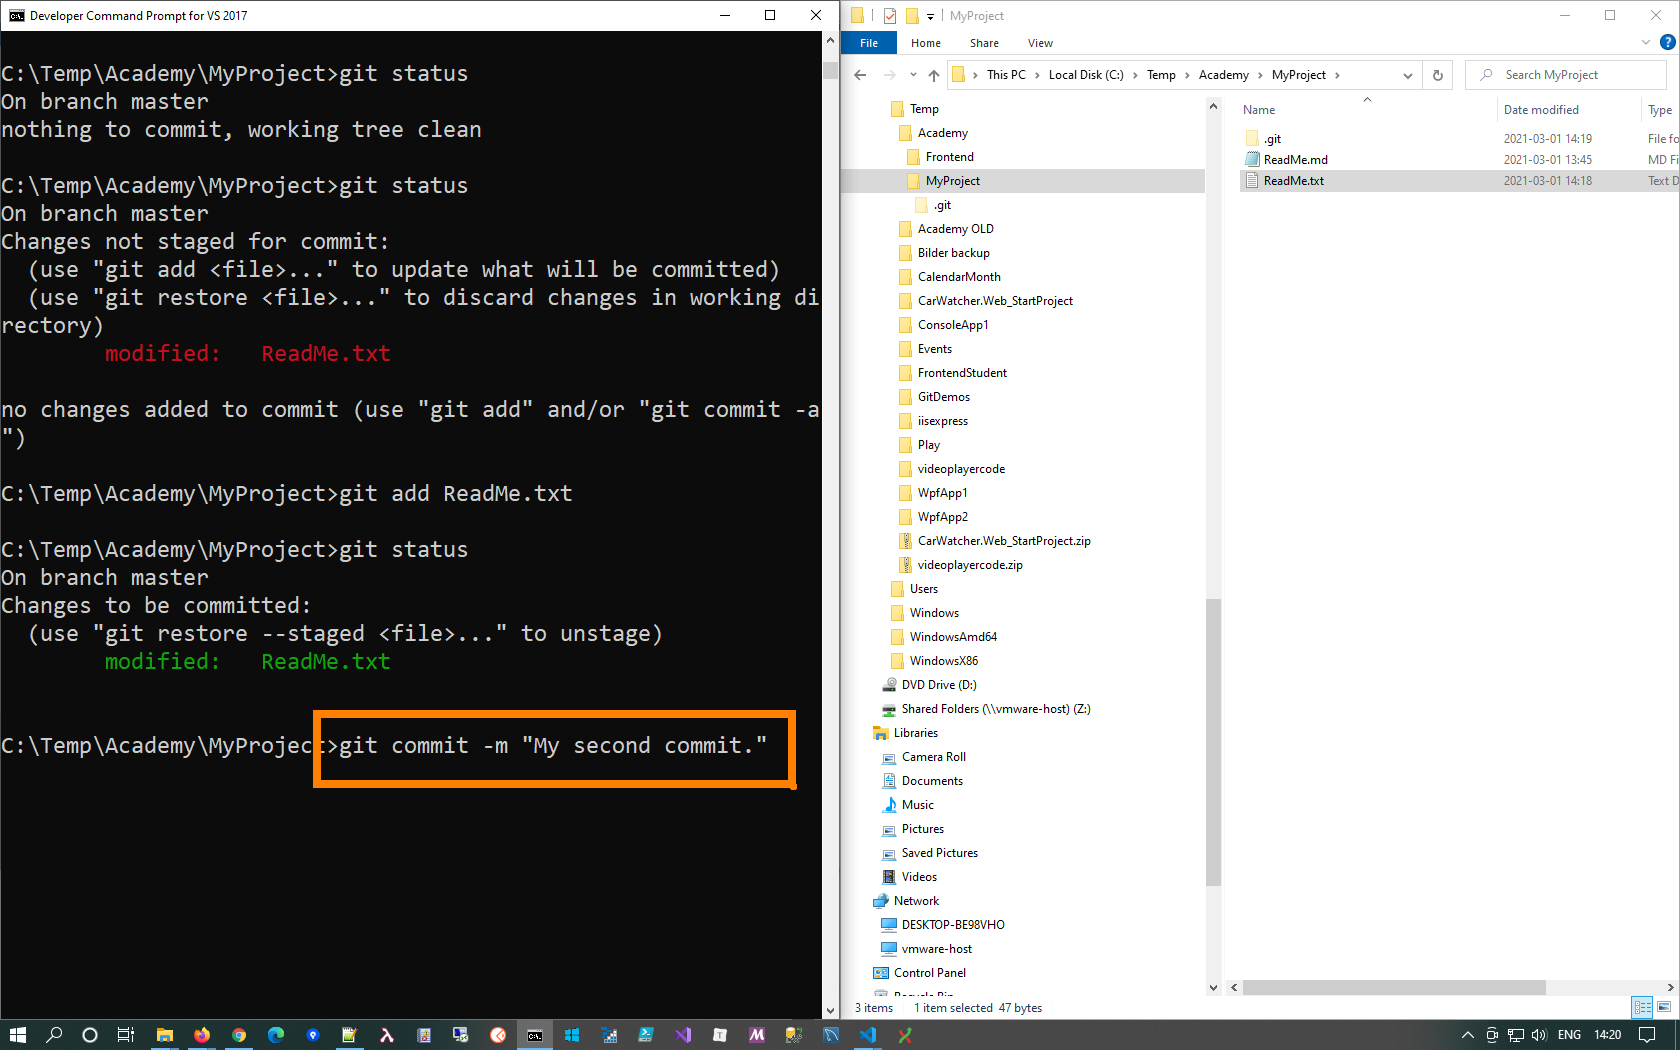 Developer Command Prompt for VS 2017
C:\Temp\Academy\MyProject>git status
On branch master
nothing to commit, working tree clean
C:\Temp\Academy\MyProject>git status
On branch master
Changes not staged for commit:
(use "git add <file>..." to update what will be committed)
(use "git restore <file>..." to discard changes in working di
rectory)
modified: ReadMe.txt
no changes added to commit (use "git add" and/or "git commit -a
")
C:\Temp\Academy\MyProject>git add ReadMe.txt
C:\Temp\Academy\MyProject>git status
On branch master
Changes to be committed:
(use "git restore --staged <file>..." to unstage)
modified: ReadMe.txt
C:\Temp\Academy\MyProject>git commit -m "My second commit."
MyProject
File Home Share View
This PC > Local Disk (C:) > Temp > Academy > MyProject >
Search MyProject
Temp
Academy
Frontend
MyProject
.git
Academy OLD
Bilder backup
CalendarMonth
CarWatcher.Web_StartProject
ConsoleApp1
Events
FrontendStudent
GitDemos
iisexpress
Play
videoplayercode
WpfApp1
WpfApp2
CarWatcher.Web_StartProject.zip
videoplayercode.zip
Users
Windows
WindowsAmd64
WindowsX86
DVD Drive (D:)
Shared Folders (\\vmware-host) (Z:)
Libraries
Camera Roll
Documents
Music
Pictures
Saved Pictures
Videos
Network
DESKTOP-BE98VHO
vmware-host
Control Panel
Recycle Bin
Name Date modified Type
.git 2021-03-01 14:19 File fo
ReadMe.md 2021-03-01 13:45 MD Fi
ReadMe.txt 2021-03-01 14:18 Text D
3 items 1 item selected 47 bytes
ENG 14:20